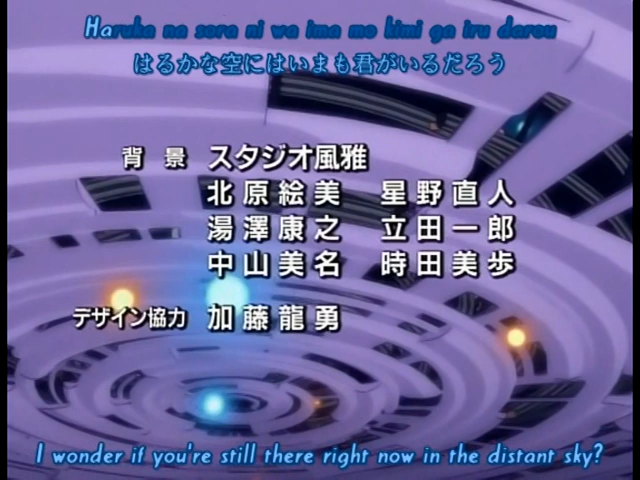 Haruka na sora ni wa ima mo kimi ga iru darou
はるかな空にはいまも君がいるだろう
背景 スタジオ風雅
北原絵美 星野直人
湯澤康之 立田一郎
中山美名 時田美歩
デザイン協力 加藤龍勇
I wonder if you're still there right now in the distant sky?